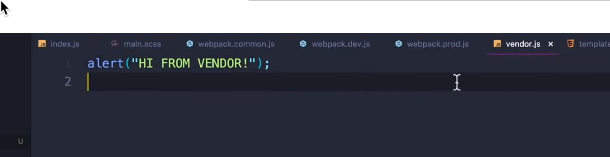 index.js main.scss webpack.common.js webpack.dev.js webpack.prod.js vendor.js × templat
1 alert("HI FROM VENDOR!");
2
U